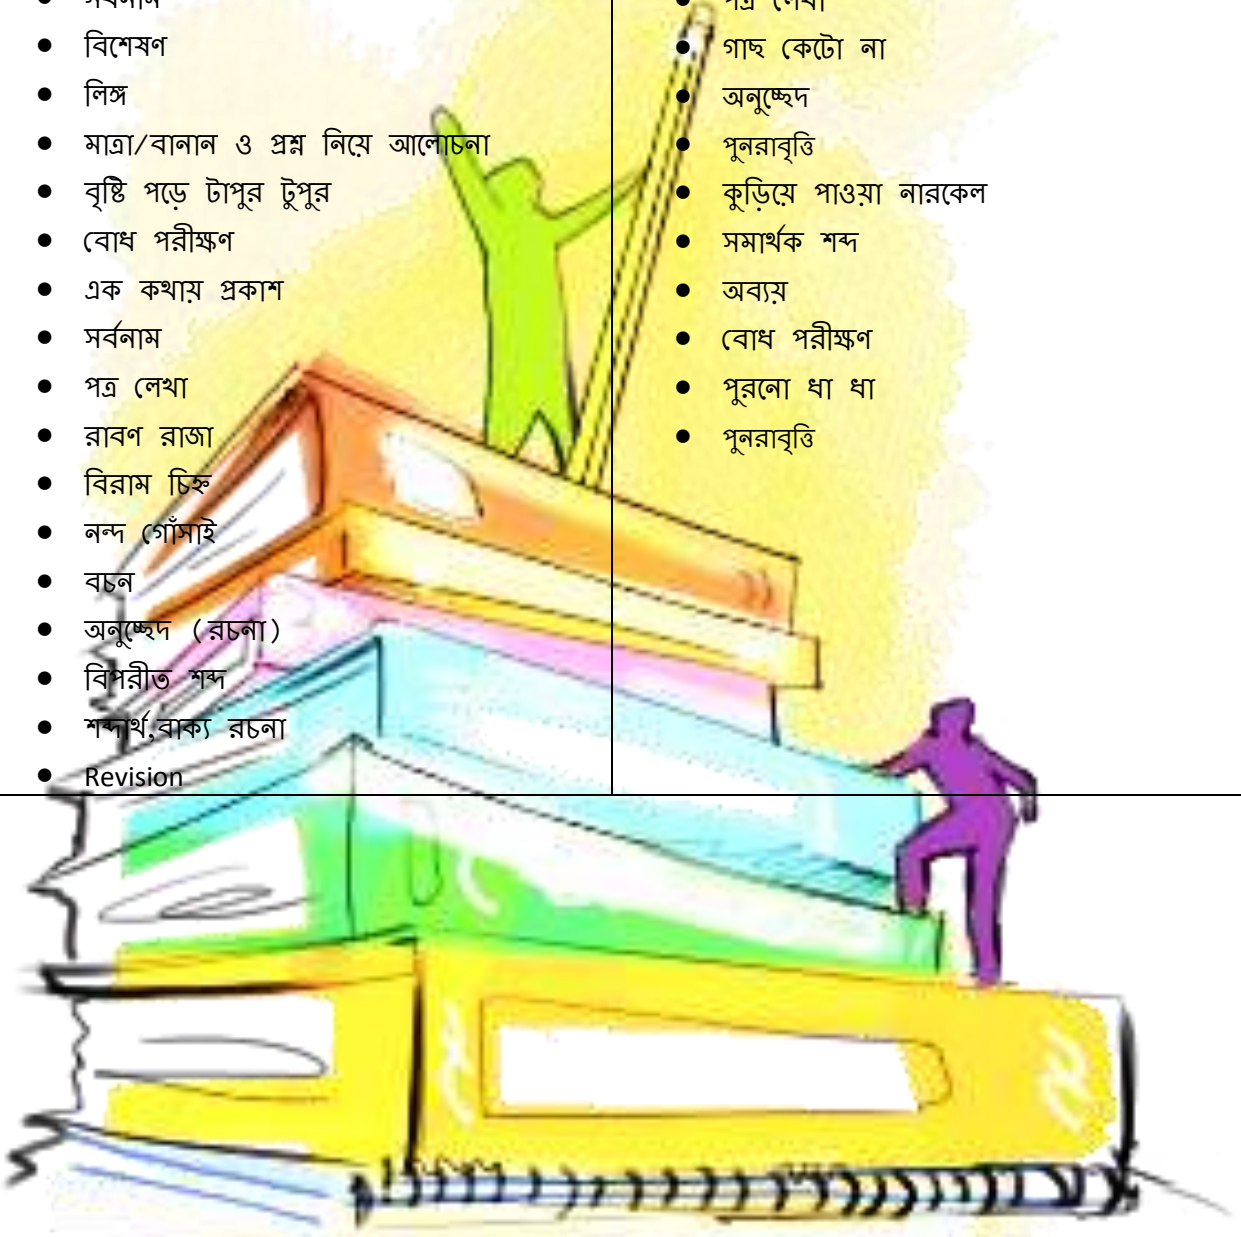 • বিশেষণ
• লিঙ্গ
• মাত্রা/বানান ও প্রশ্ন নিয়ে আলোচনা
• বৃষ্টি পড়ে টাপুর টুপুর
• বোধ পরীক্ষণ
• এক কথায় প্রকাশ
• সর্বনাম
• পত্র লেখা
• রাবণ রাজা
• বিরাম চিহ্ন
• নন্দ গোঁসাই
• বচন
• অনুচ্ছেদ (রচনা)
• বিপরীত শব্দ
• শব্দার্থ,বাক্য রচনা
• Revision
• পত্র লেখা
• গাছ কেটো না
• অনুচ্ছেদ
• পুনরাবৃত্তি
• কুড়িয়ে পাওয়া নারকেল
• সমার্থক শব্দ
• অব্যয়
• বোধ পরীক্ষণ
• পুরনো ধা ধা
• পুনরাবৃত্তি